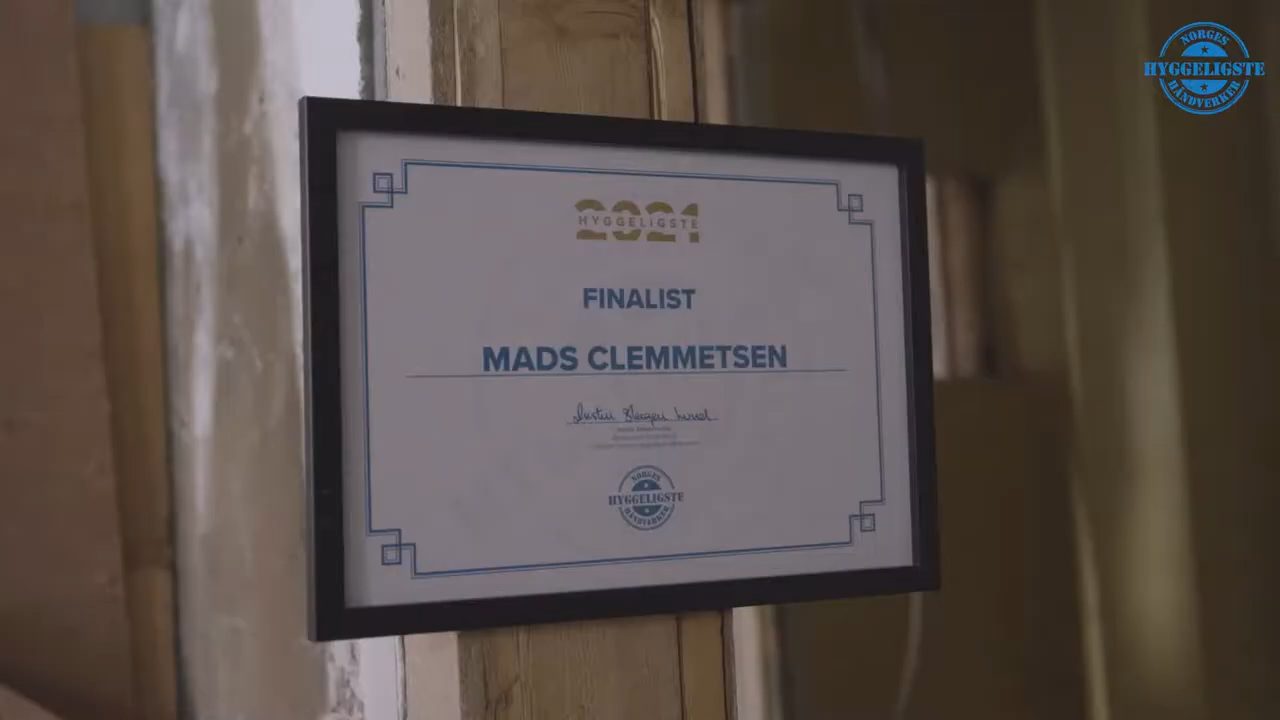 NORGES
HYGGELIGSTE
HÅNDVERKER
2021
HYGGELIGSTE
FINALIST
MADS CLEMMETSEN
NORGES
HYGGELIGSTE
HÅNDVERKER